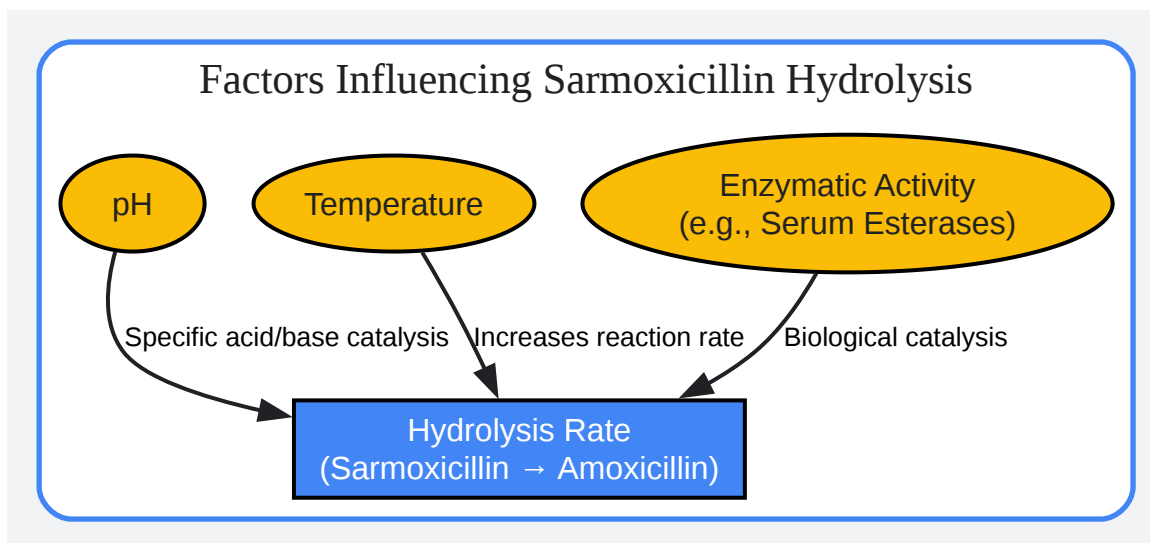 Factors Influencing Sarmoxicillin Hydrolysis
pH
Temperature
Enzymatic Activity
(e.g., Serum Esterases)
Specific acid/base catalysis
Increases reaction rate
Biological catalysis
Hydrolysis Rate
(Sarmoxicillin → Amoxicillin)